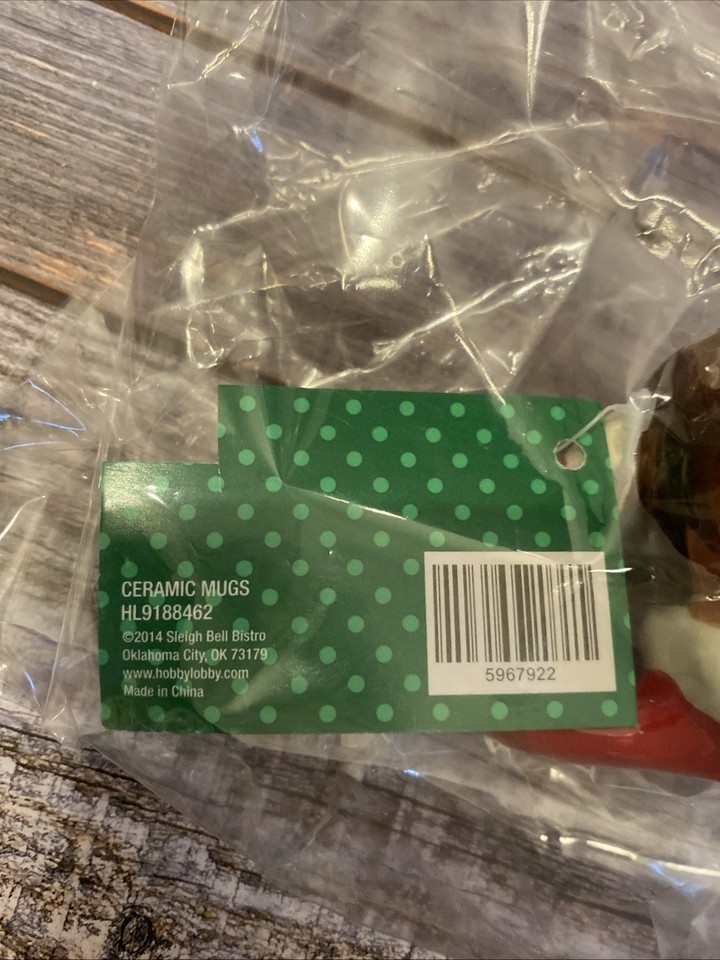 CERAMIC MUGS
HL9188462
©2014 Sleigh Bell Bistro
Oklahoma City, OK 73179
www.hobbylobby.com
Made in China
5967922